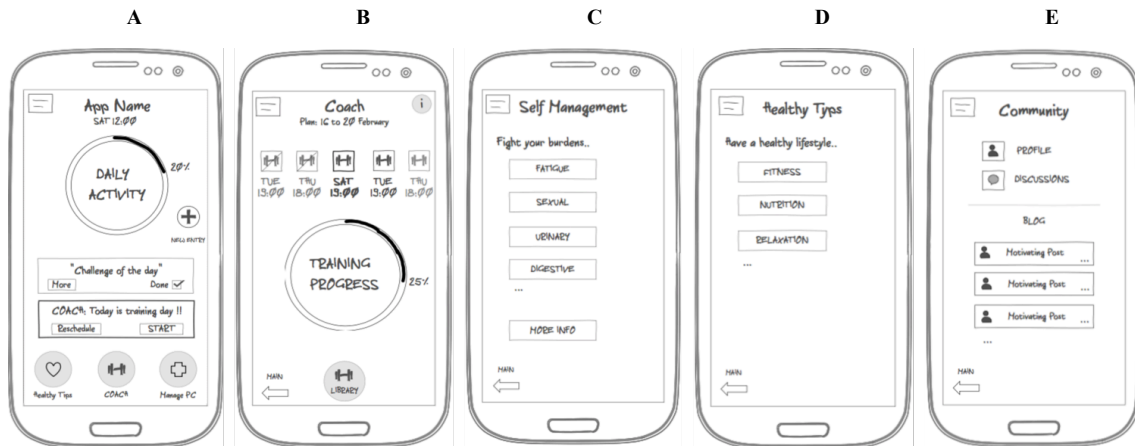 A
B
C
D
E
App Name
SAT 12:00
20%
DAILY
ACTIVITY
NEW ENTRY
"Challenge of the day"
More
Done
COACH: Today is training day !!
Reschedule
START
Healthy Tips
COACH
Manage PC
Coach
i
Plan: 16 to 20 February
TUE
19:00
THU
18:00
SAT
19:00
TUE
19:00
THU
18:00
TRAINING
PROGRESS
25%
MAIN
LIBRARY
Self Management
Fight your burdens..
FATIGUE
SEXUAL
URINARY
DIGESTIVE
...
MORE INFO
MAIN
Healthy Typs
Have a healthy lifestyle..
FITNESS
NUTRITION
RELAXATION
...
MAIN
Community
PROFILE
DISCUSSIONS
BLOG
Motivating Post ...
Motivating Post ...
Motivating Post ...
...
MAIN